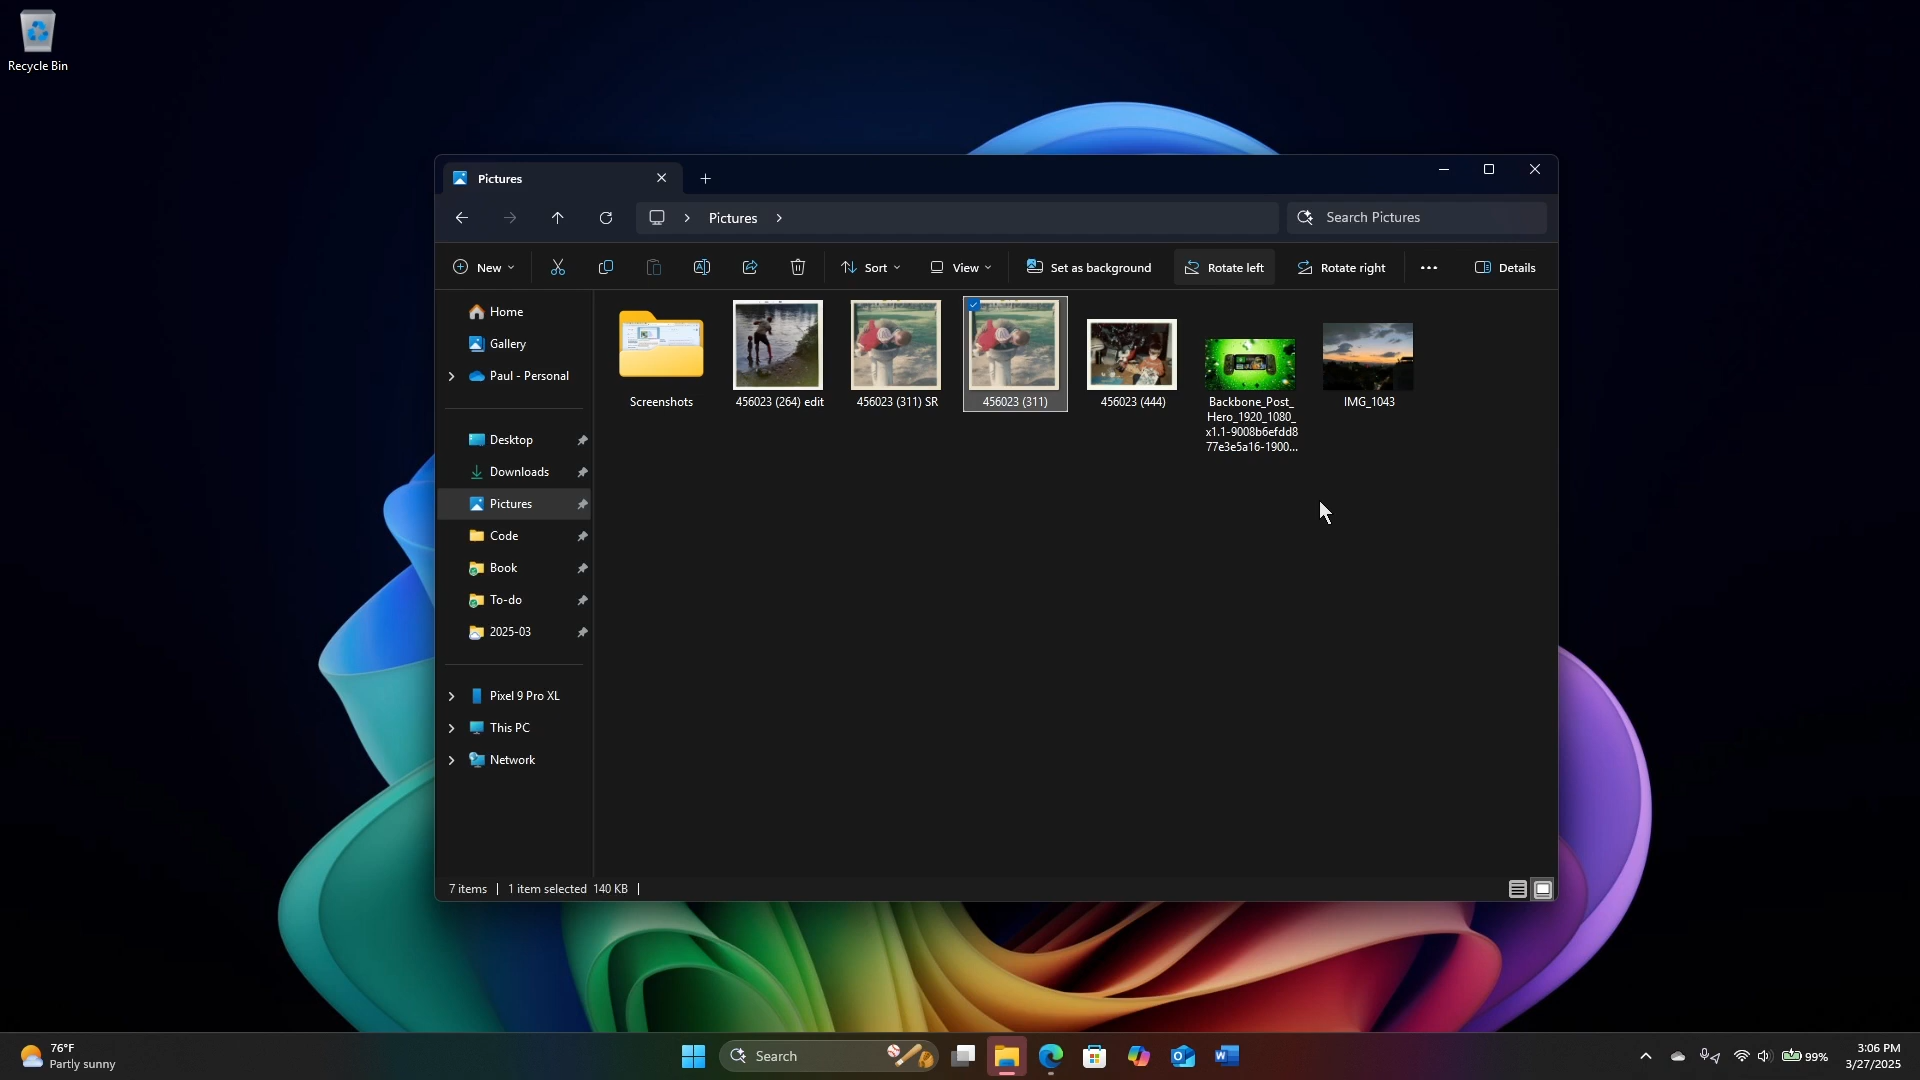 Recycle Bin
Pictures
Pictures
Search Pictures
New
Sort
View
Set as background
Rotate left
Rotate right
Details
Home
Gallery
Paul - Personal
Desktop
Downloads
Pictures
Code
Book
To-do
2025-03
Pixel 9 Pro XL
This PC
Network
Screenshots
456023 (264) edit
456023 (311) SR
456023 (311)
456023 (444)
Backbone_Post_
Hero_1920_1080_
x1.1-9008b6efdd8
77e3e5a16-1900...
IMG_1043
7 items
1 item selected 140 KB
76°F
Partly sunny
Search
99%
3:06 PM
3/27/2025